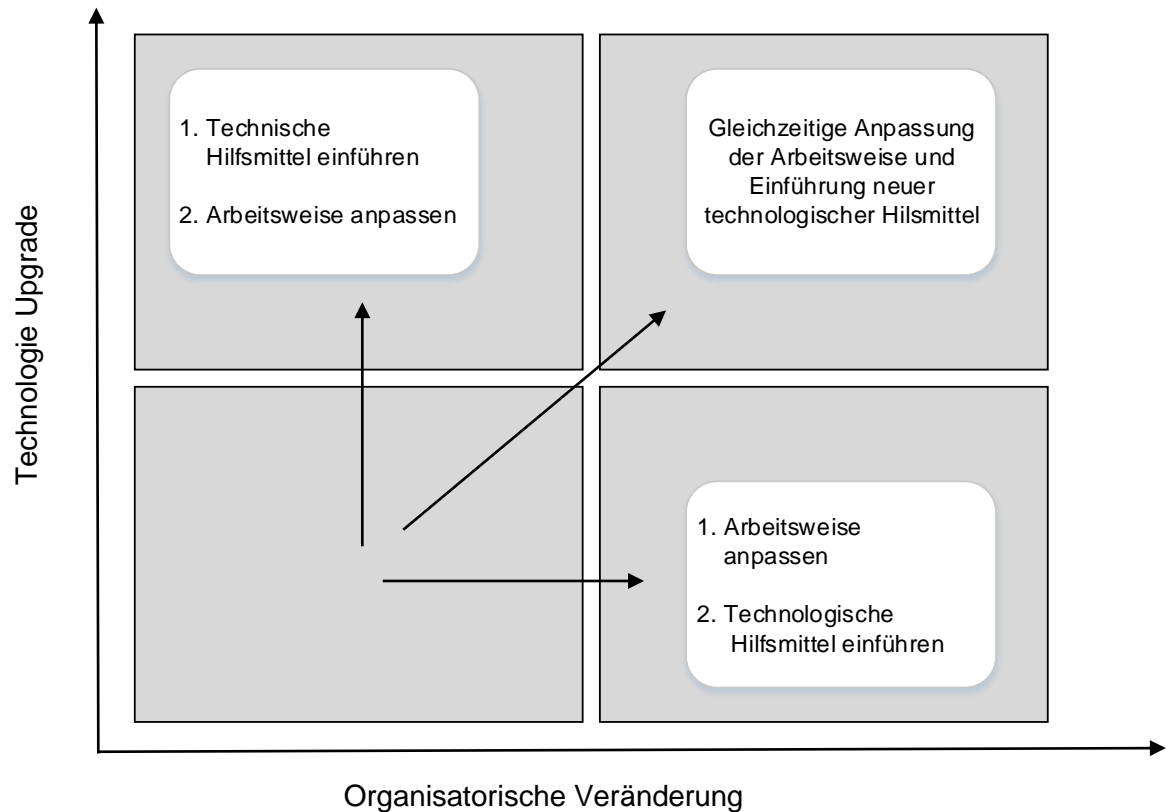 Technologie Upgrade
1. Technische
Hilfsmittel einführen
2. Arbeitsweise anpassen
Gleichzeitige Anpassung
der Arbeitsweise und
Einführung neuer
technologischer Hilsmittel
1. Arbeitsweise
anpassen
2. Technologische
Hilfsmittel einführen
Organisatorische Veränderung